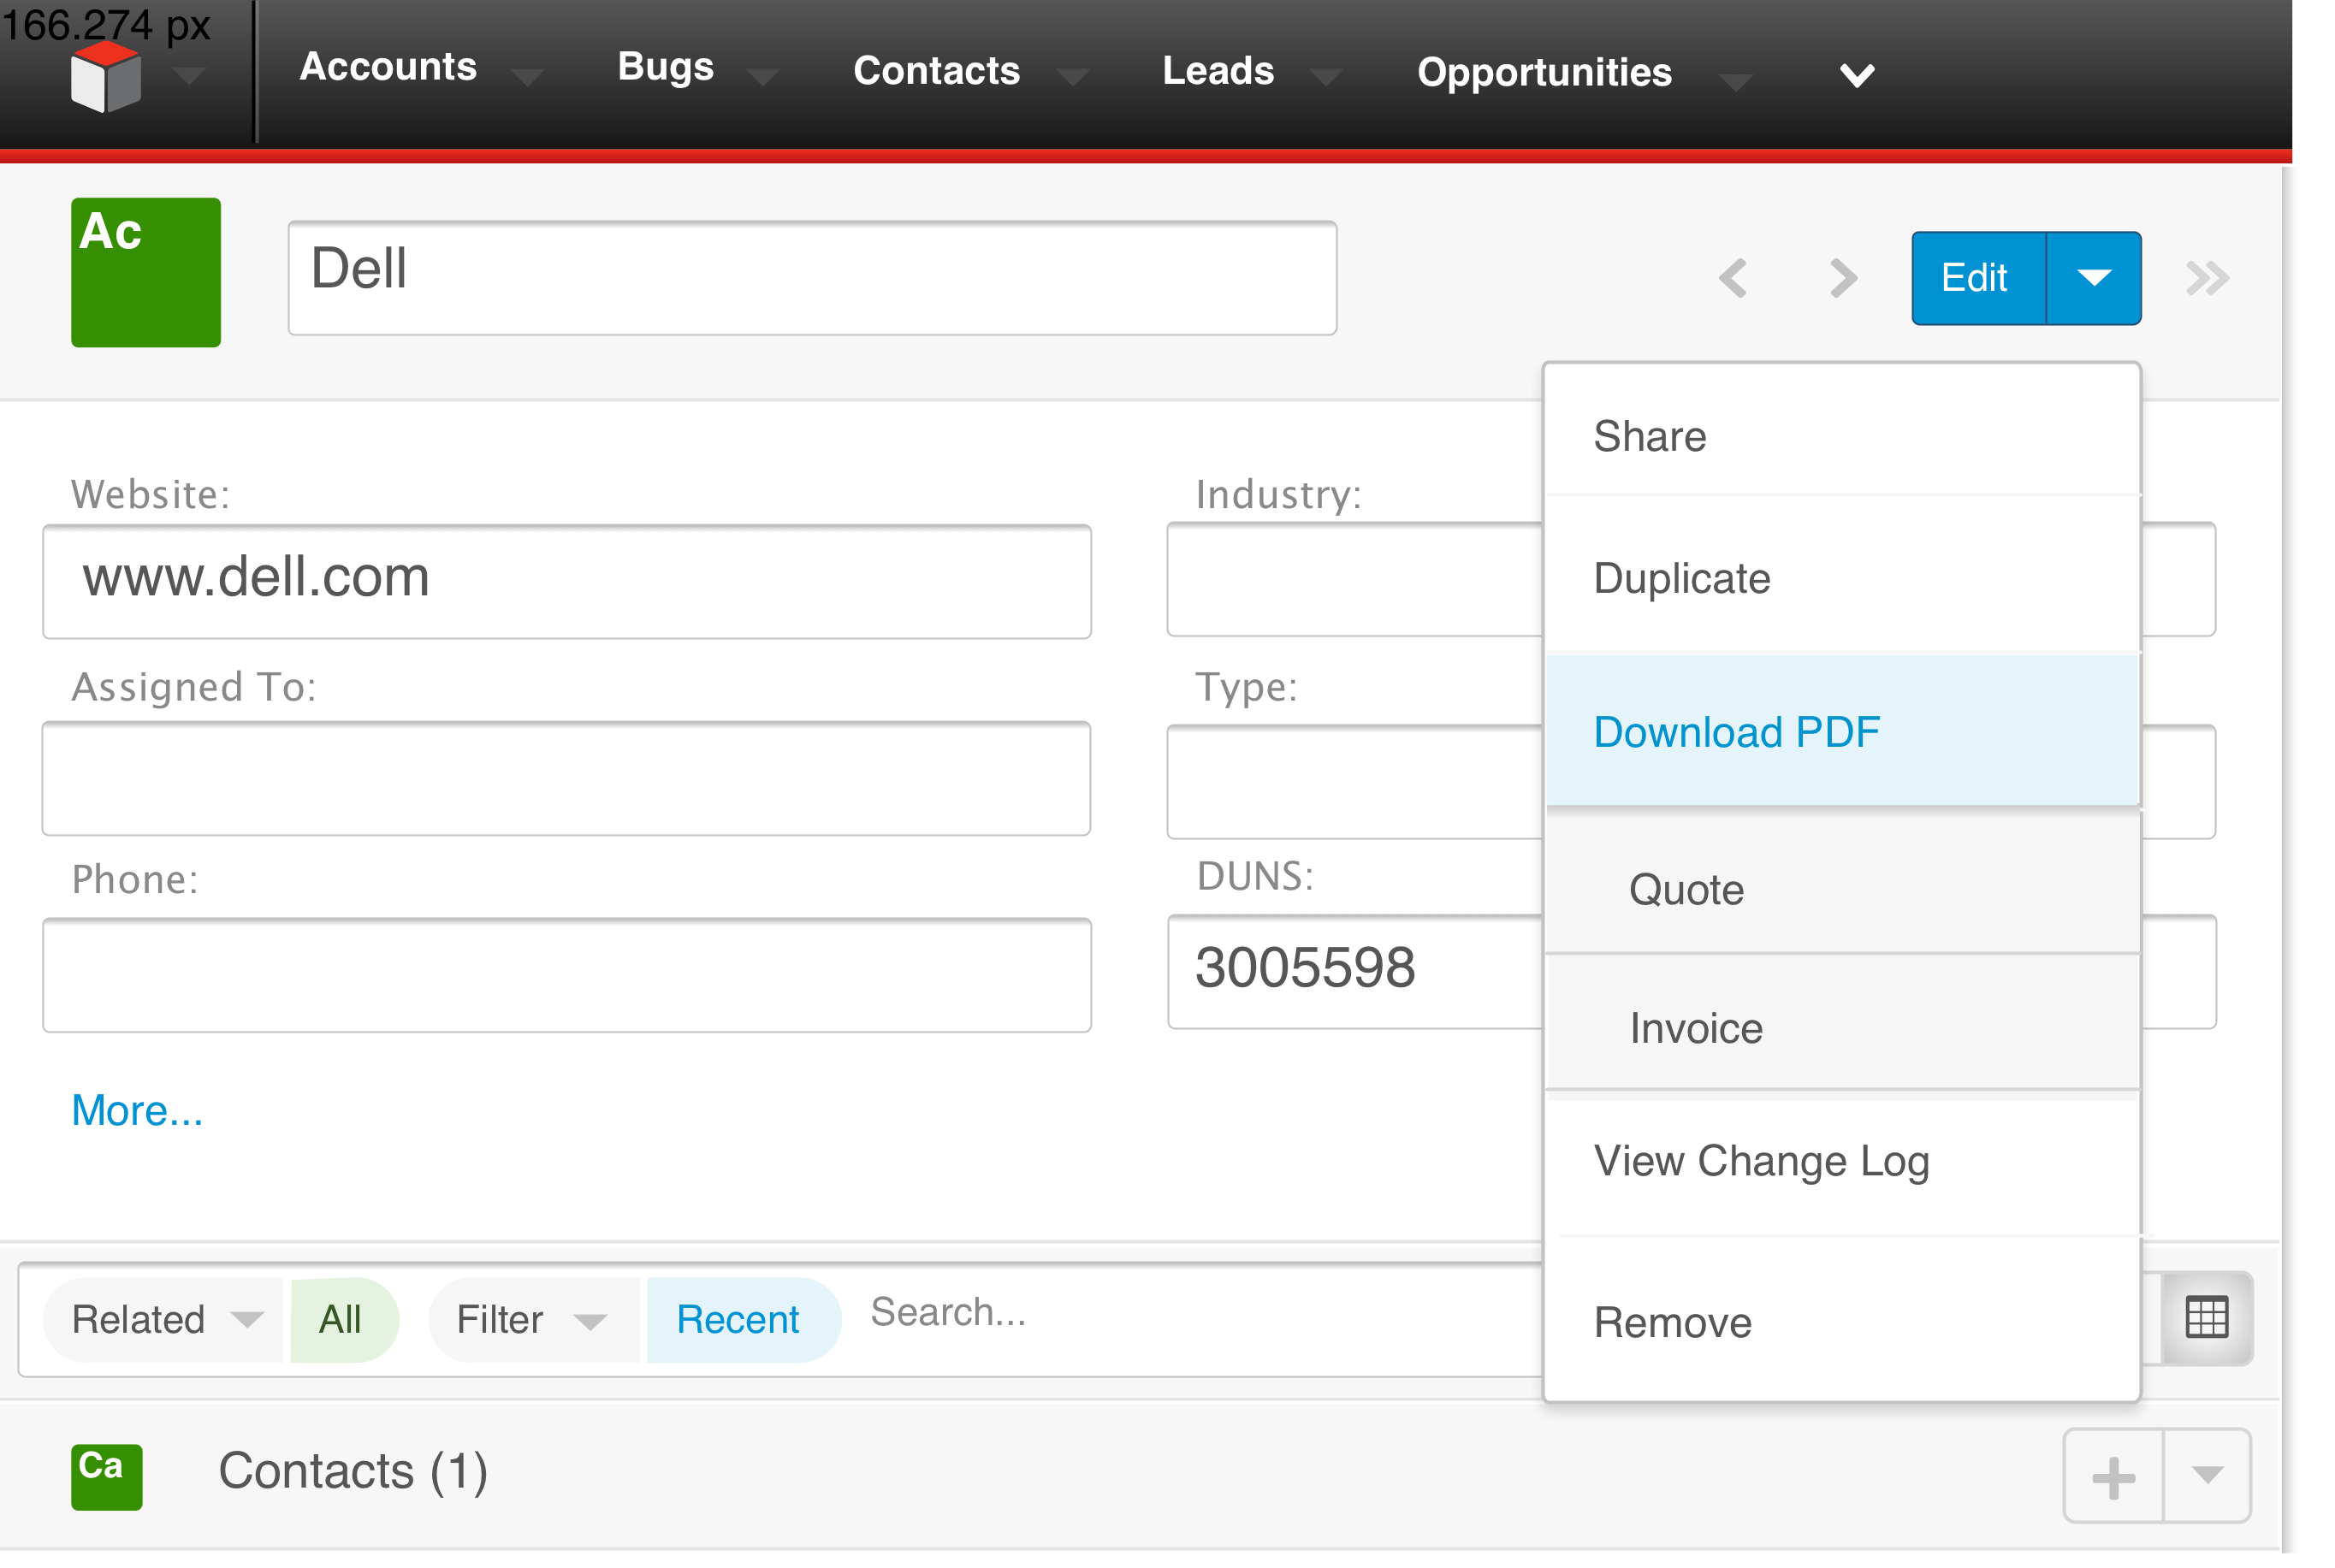 166.274 px
Accounts Bugs Contacts Leads Opportunities
Ac
Dell
Edit
Share
Website:
Industry:
www.dell.com
Duplicate
Assigned To:
Type:
Download PDF
Phone:
DUNS:
Quote
3005598
Invoice
More...
View Change Log
Related All Filter Recent Search...
Remove
Ca
Contacts (1)